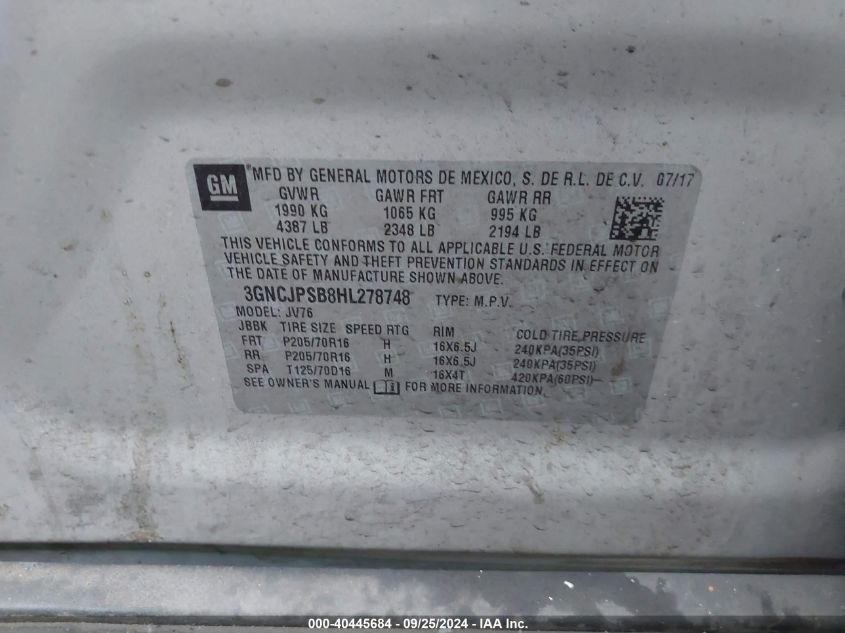 GM
MFD BY GENERAL MOTORS DE MEXICO, S. DE R.L. DE C.V. 07/17
GVWR GAWR FRT GAWR RR
1990 KG 1065 KG 995 KG
4387 LB 2348 LB 2194 LB
THIS VEHICLE CONFORMS TO ALL APPLICABLE U.S. FEDERAL MOTOR
VEHICLE SAFETY AND THEFT PREVENTION STANDARDS IN EFFECT ON
THE DATE OF MANUFACTURE SHOWN ABOVE.
3GNCJPSB8HL278748 TYPE: M.P.V.
MODEL: JV76
JBBK TIRE SIZE SPEED RTG RIM COLD TIRE PRESSURE
FRT P205/70R16 H 16X6.5J 240KPA(35PSI)
RR P205/70R16 H 16X6.5J 240KPA(35PSI)
SPA T125/70D16 M 16X4T 420KPA(60PSI)
SEE OWNER'S MANUAL FOR MORE INFORMATION.
000-40445684 - 09/25/2024 - © IAA Inc.